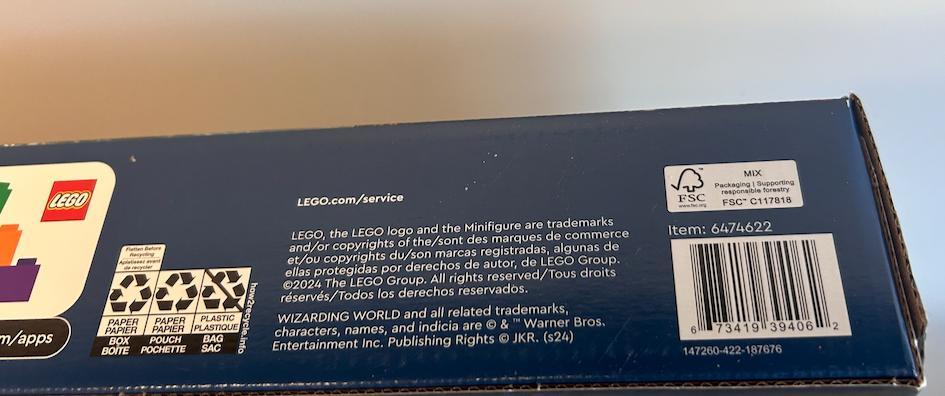 LEGO
m/apps
Flatten Before
Recycling
Aplatissez avant
de recycler
PAPER
PAPIER
BOX
BOÎTE
PAPER
PAPIER
POUCH
POCHETTE
PLASTIC
PLASTIQUE
BAG
SAC
how2recycle.info
LEGO.com/service
LEGO, the LEGO logo and the Minifigure are trademarks
and/or copyrights of the/sont des marques de commerce
et/ou copyrights du/son marcas registradas, algunas de
ellas protegidas por derechos de autor, de LEGO Group.
©2024 The LEGO Group. All rights reserved/Tous droits
réservés/Todos los derechos reservados.
WIZARDING WORLD and all related trademarks,
characters, names, and indicia are © & ™ Warner Bros.
Entertainment Inc. Publishing Rights © JKR. (s24)
FSC
www.fsc.org
MIX
Packaging | Supporting
responsible forestry
FSC™ C117818
Item: 6474622
6 73419 39406 2
147260-422-187676